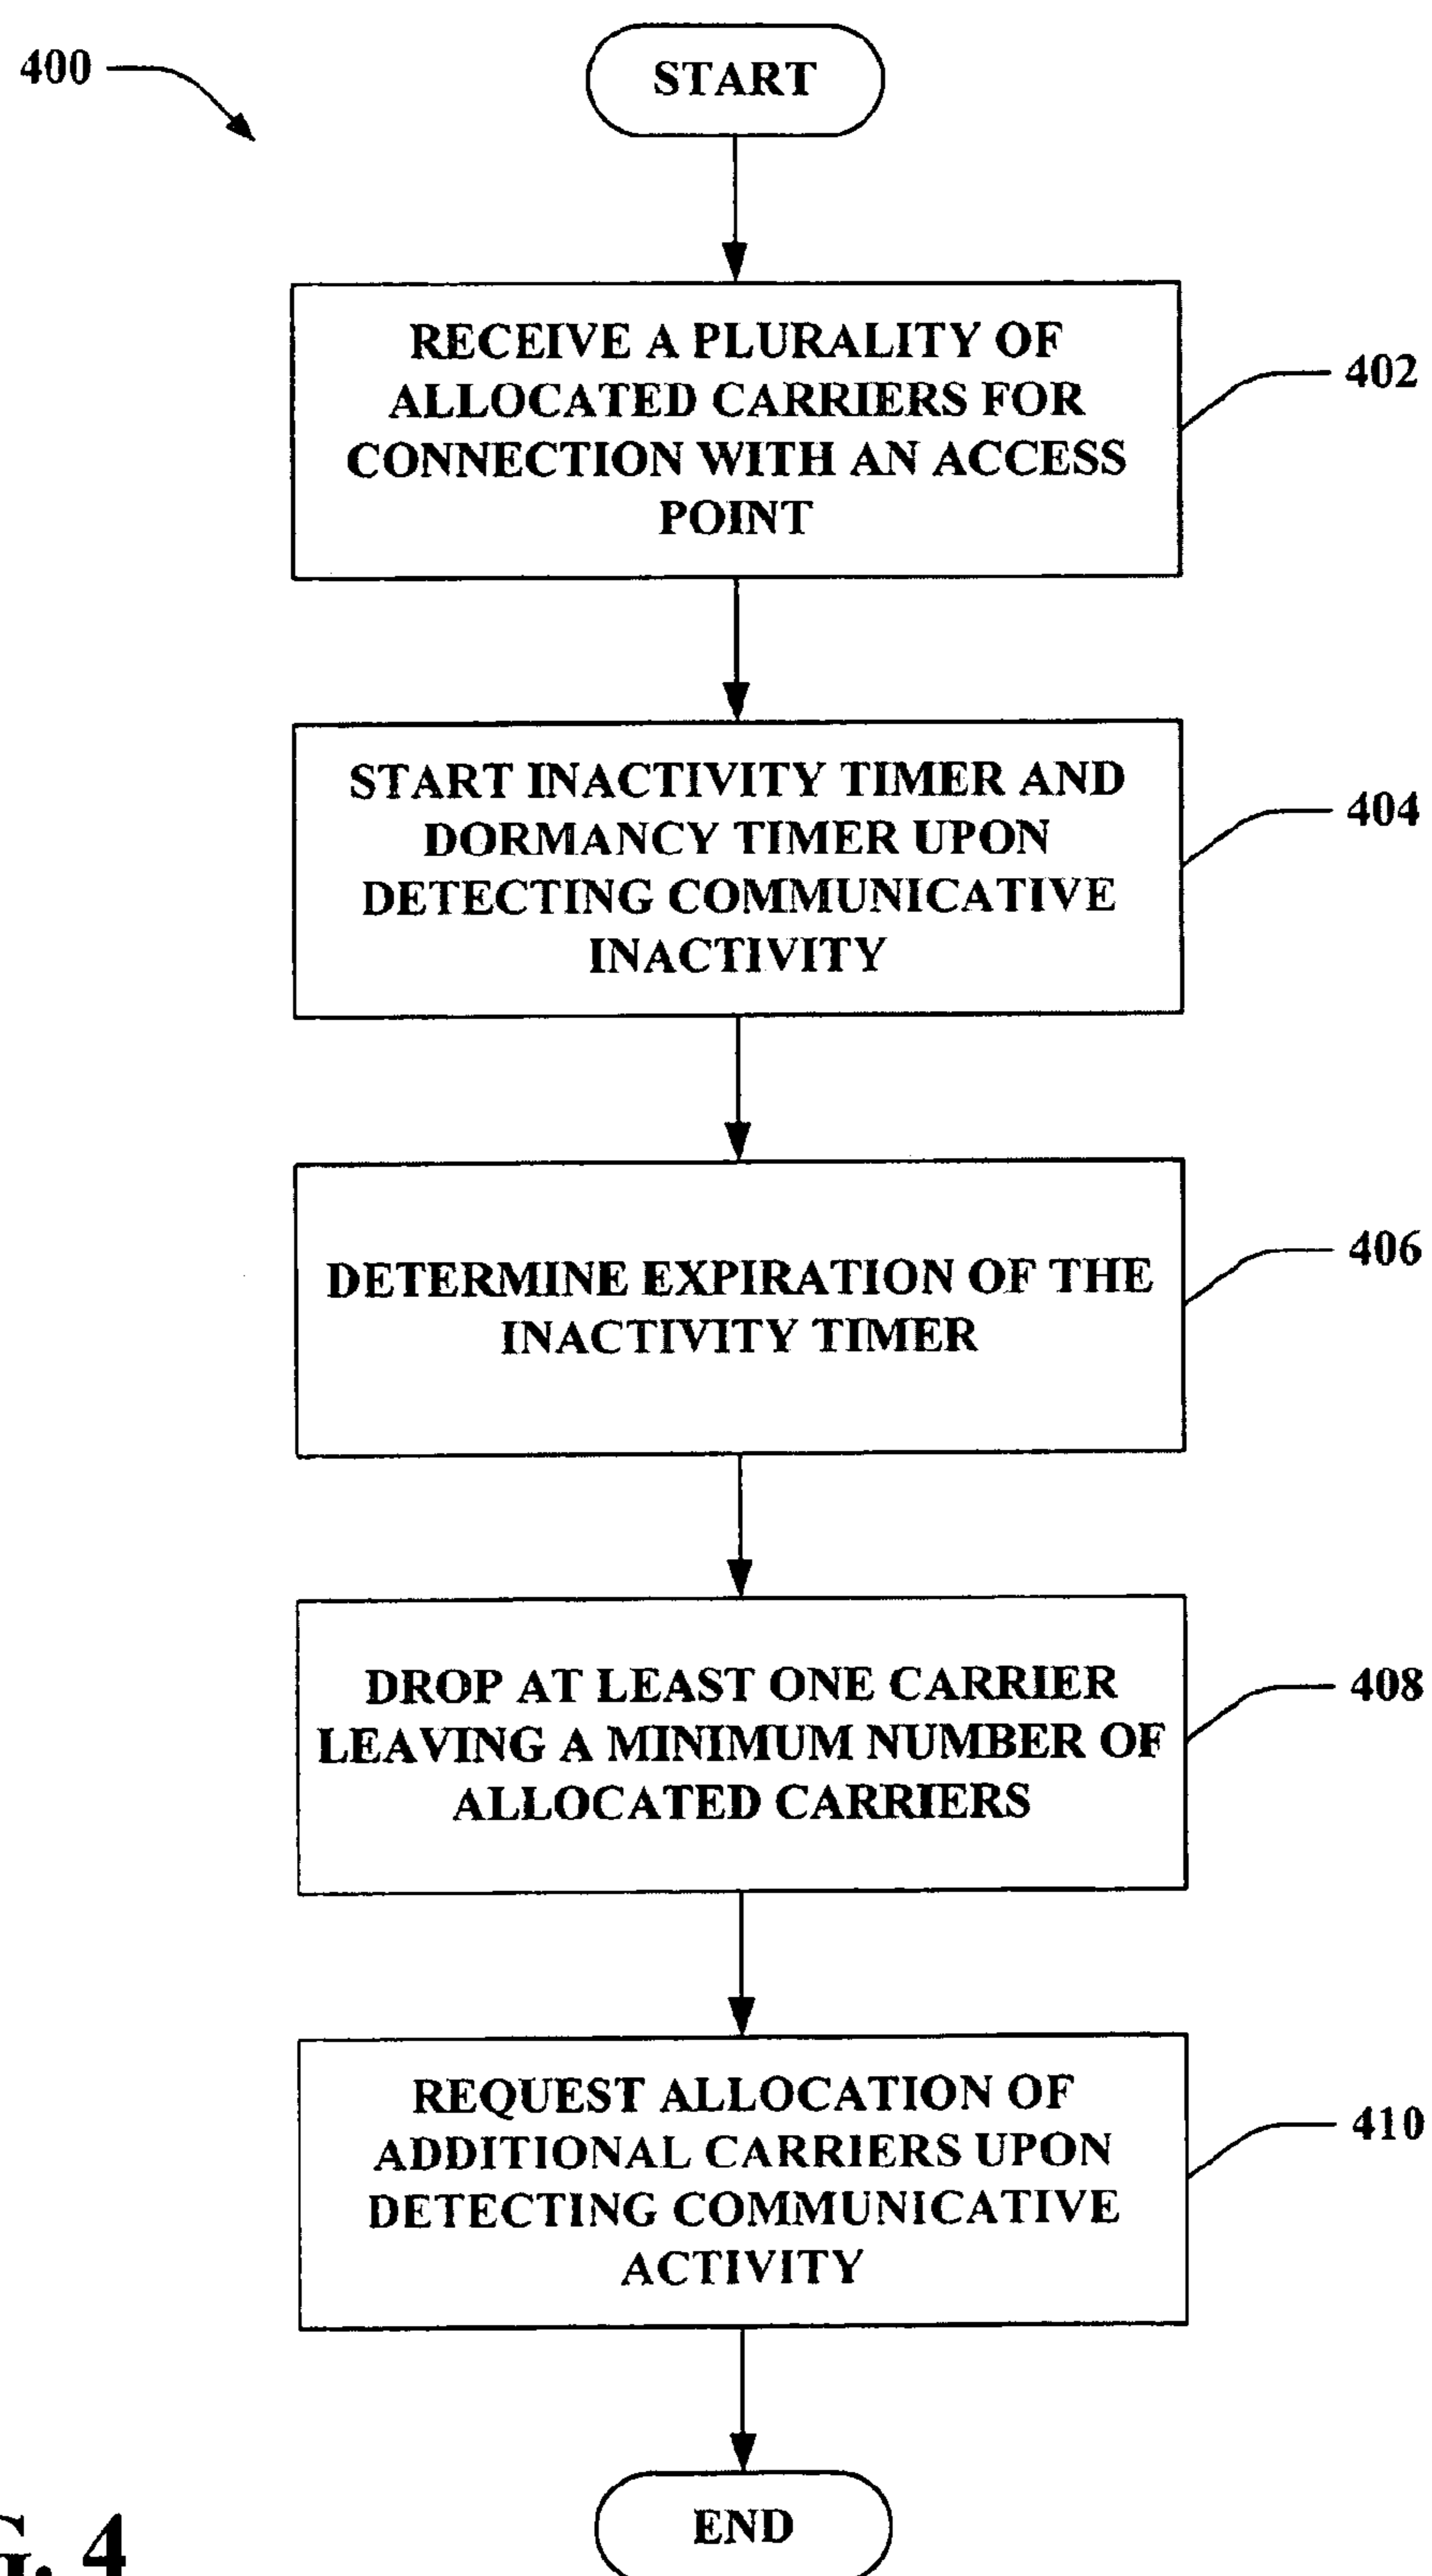 400
START
RECEIVE A PLURALITY OF
ALLOCATED CARRIERS FOR
CONNECTION WITH AN ACCESS
POINT
402
START INACTIVITY TIMER AND
DORMANCY TIMER UPON
DETECTING COMMUNICATIVE
INACTIVITY
404
DETERMINE EXPIRATION OF THE
INACTIVITY TIMER
406
DROP AT LEAST ONE CARRIER
LEAVING A MINIMUM NUMBER OF
ALLOCATED CARRIERS
408
REQUEST ALLOCATION OF
ADDITIONAL CARRIERS UPON
DETECTING COMMUNICATIVE
ACTIVITY
410
END
G. 4